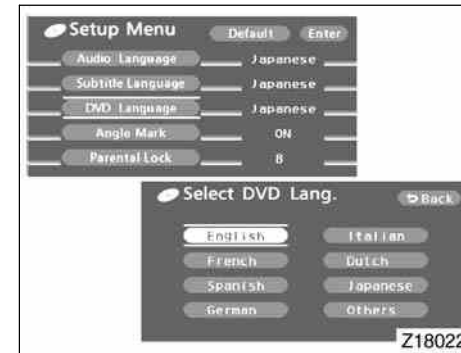 Setup Menu Default Enter
Audio Language Japanese
Subtitle Language Japanese
DVD Language Japanese
Angle Mark ON
Parental Lock 8
Select DVD Lang. Back
English Italian
French Dutch
Spanish Japanese
German Others
Z18022